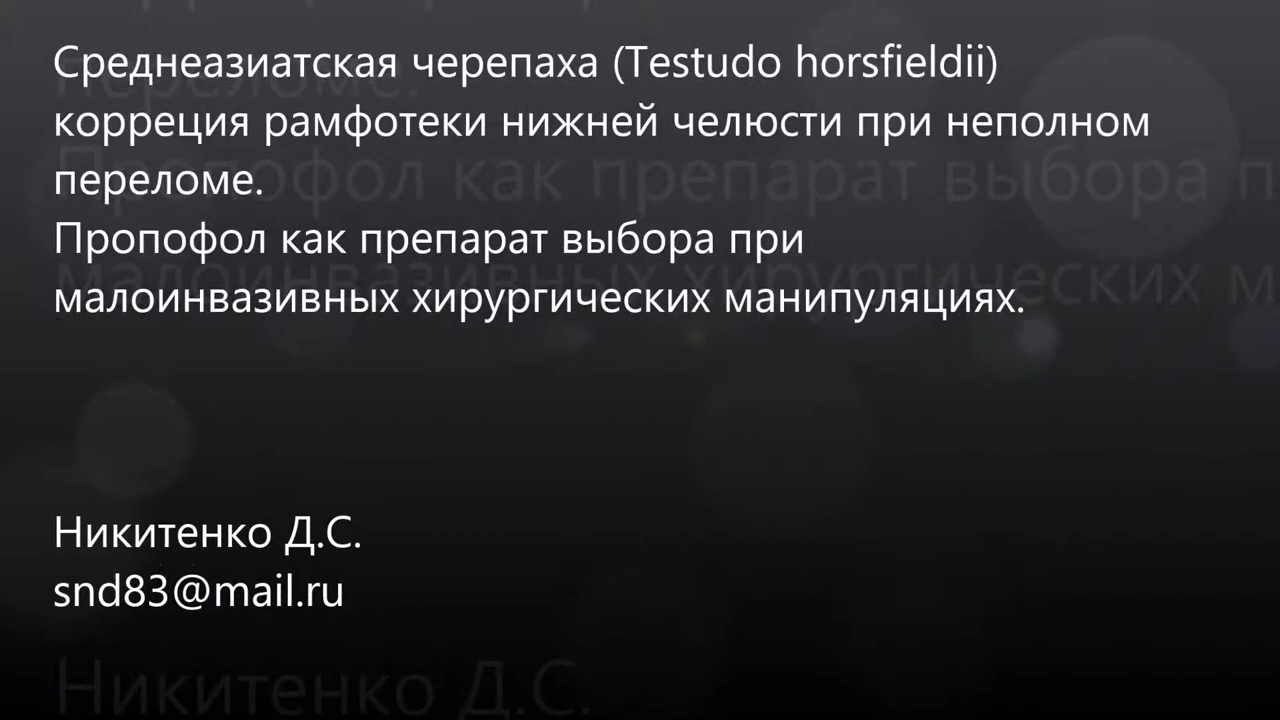 Среднеазиатская черепаха (Testudo horsfieldii)
корреция рамфотеки нижней челюсти при неполном
переломе.
Пропофол как препарат выбора при
малоинвазивных хирургических манипуляциях.
Никитенко Д.С.
snd83@mail.ru